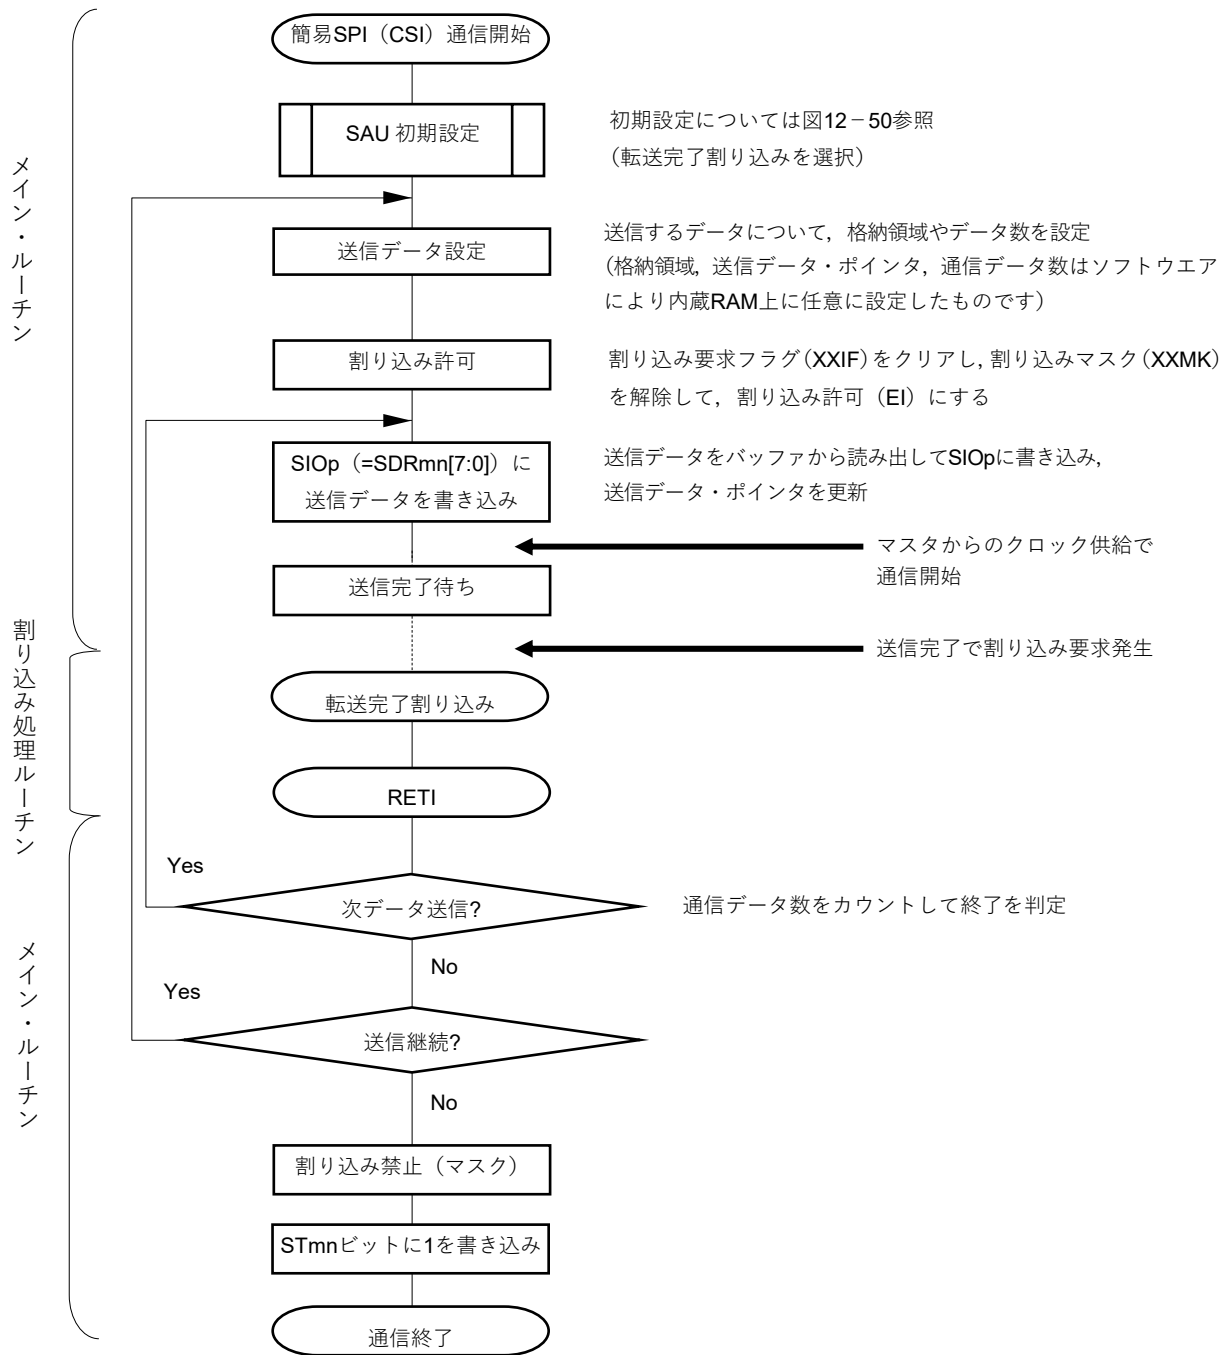 簡易SPI（CSI）通信開始
SAU 初期設定
初期設定については図12－50参照
（転送完了割り込みを選択）
メイン・ルーチン
送信データ設定
送信するデータについて，格納領域やデータ数を設定
（格納領域，送信データ・ポインタ，通信データ数はソフトウエア
により内蔵RAM上に任意に設定したものです）
割り込み許可
割り込み要求フラグ（XXIF）をクリアし，割り込みマスク（XXMK）
を解除して，割り込み許可（EI）にする
SIOp（=SDRmn[7:0]）に
送信データを書き込み
送信データをバッファから読み出してSIOpに書き込み，
送信データ・ポインタを更新
マスタからのクロック供給で
通信開始
送信完了待ち
送信完了で割り込み要求発生
割り込み処理ルーチン
転送完了割り込み
RETI
Yes
次データ送信?
通信データ数をカウントして終了を判定
No
メイン・ルーチン
Yes
送信継続?
No
割り込み禁止（マスク）
STmnビットに1を書き込み
通信終了